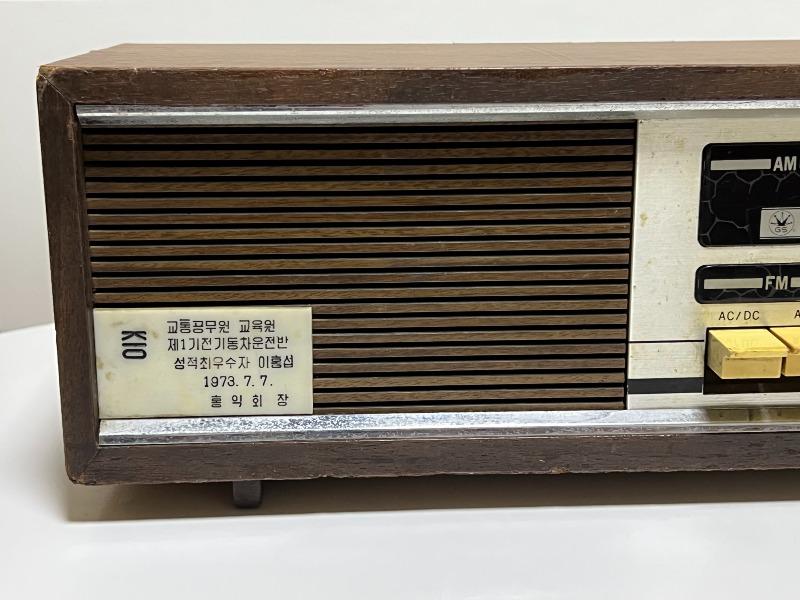 KIO
교통공무원 교육원
제1기전기동차운전반
성적최우수자 이홍섭
1973. 7. 7.
홍 익 회 장
AM
GS
FM
AC/DC
A